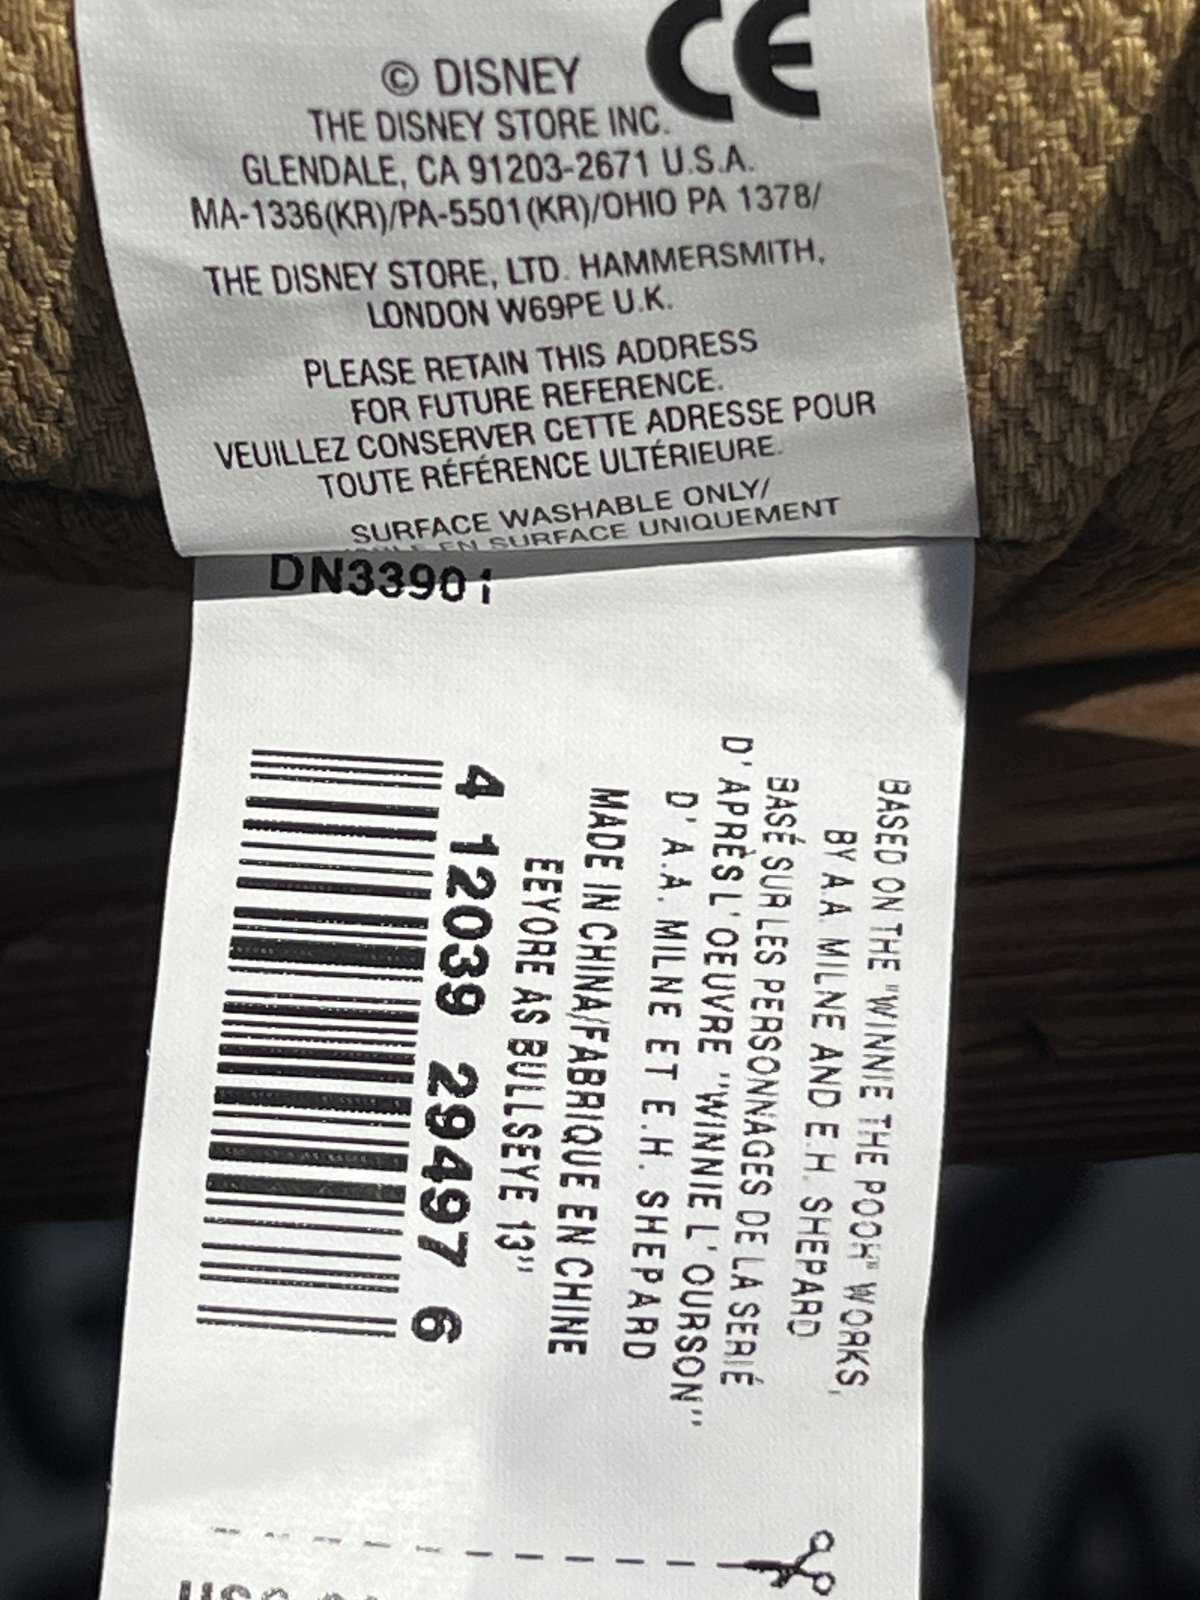 CE
© DISNEY
THE DISNEY STORE INC.
GLENDALE, CA 91203-2671 U.S.A.
MA-1336(KR)/PA-5501(KR)/OHIO PA 1378/
THE DISNEY STORE, LTD. HAMMERSMITH,
LONDON W69PE U.K.
PLEASE RETAIN THIS ADDRESS
FOR FUTURE REFERENCE.
VEUILLEZ CONSERVER CETTE ADRESSE POUR
TOUTE RÉFÉRENCE ULTÉRIEURE.
SURFACE WASHABLE ONLY/
EN SURFACE UNIQUEMENT
DN33901
BASED ON THE "WINNIE THE POOH" WORKS,
BY A.A. MILNE AND E.H. SHEPARD
BASÉ SUR LES PERSONNAGES DE LA SERIÉ
D'APRÈS L'OEUVRE "WINNIE L'OURSON"
D'A.A. MILNE ET E.H. SHEPARD
MADE IN CHINA/FABRIQUE EN CHINE
EEYORE AS BULLSEYE 13"
4 12039 29497 6